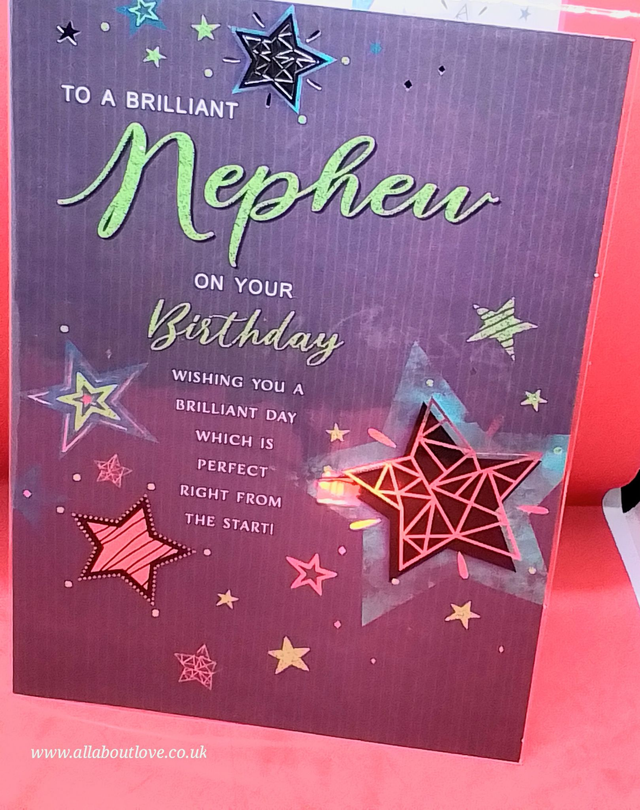 TO A BRILLIANT
Nephew
ON YOUR
Birthday
WISHING YOU A
BRILLIANT DAY
WHICH IS
PERFECT
RIGHT FROM
THE START!
www.allaboutlove.co.uk